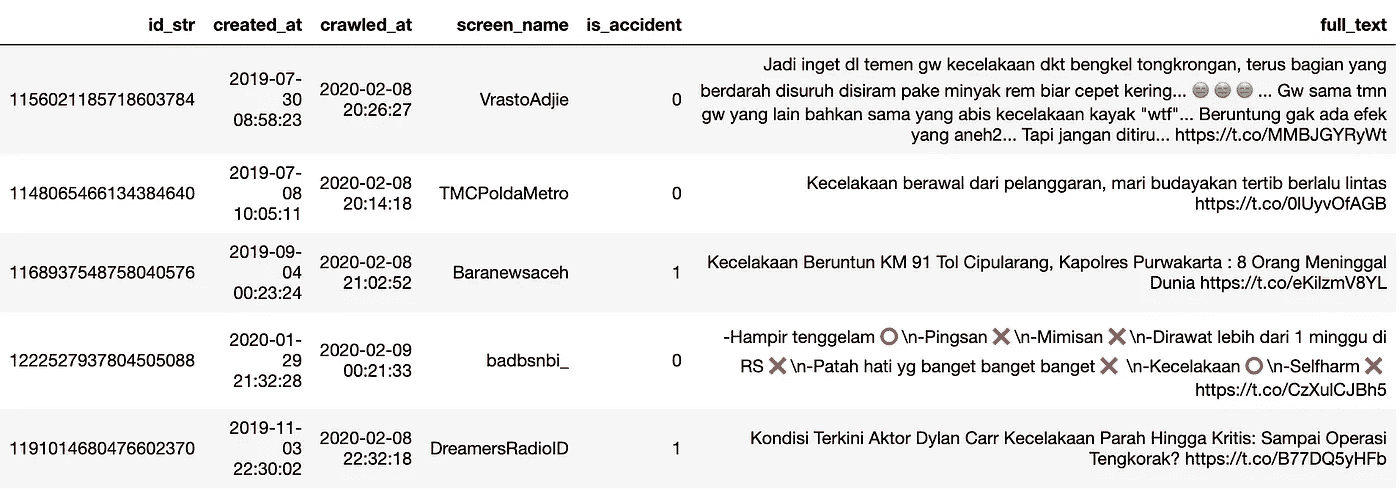 id_str created_at crawled_at screen_name is_accident full_text
1156021185718603784 2019-07-30 08:58:23 2020-02-08 20:26:27 VrastoAdjie 0 Jadi inget dl temen gw kecelakaan dkt bengkel tongkrongan, terus bagian yang
berdarah disuruh disiram pake minyak rem biar cepet kering... 😑 😑 😑 ... Gw sama tmn
gw yang lain bahkan sama yang abis kecelakaan kayak "wtf"... Beruntung gak ada efek
yang aneh2... Tapi jangan ditiru... https://t.co/MMBJGYRyWt
1148065466134384640 2019-07-08 10:05:11 2020-02-08 20:14:18 TMCPoldaMetro 0 Kecelakaan berawal dari pelanggaran, mari budayakan tertib berlalu lintas
https://t.co/0IUyvOfAGB
1168937548758040576 2019-09-04 00:23:24 2020-02-08 21:02:52 Baranewsaceh 1 Kecelakaan Beruntun KM 91 Tol Cipularang, Kapolres Purwakarta : 8 Orang Meninggal
Dunia https://t.co/eKilzmV8YL
1222527937804505088 2020-01-29 21:32:28 2020-02-09 00:21:33 badbsnbi_ 0 -Hampir tenggelam ⭕ \n-Pingsan ❌ \n-Mimisan ❌ \n-Dirawat lebih dari 1 minggu di
RS ❌ \n-Patah hati yg banget banget banget ❌ \n-Kecelakaan ⭕ \n-Selfharm ❌
https://t.co/CzXulCJBh5
1191014680476602370 2019-11-03 22:30:02 2020-02-08 22:32:18 DreamersRadioID 1 Kondisi Terkini Aktor Dylan Carr Kecelakaan Parah Hingga Kritis: Sampai Operasi
Tengkorak? https://t.co/B77DQ5yHFb